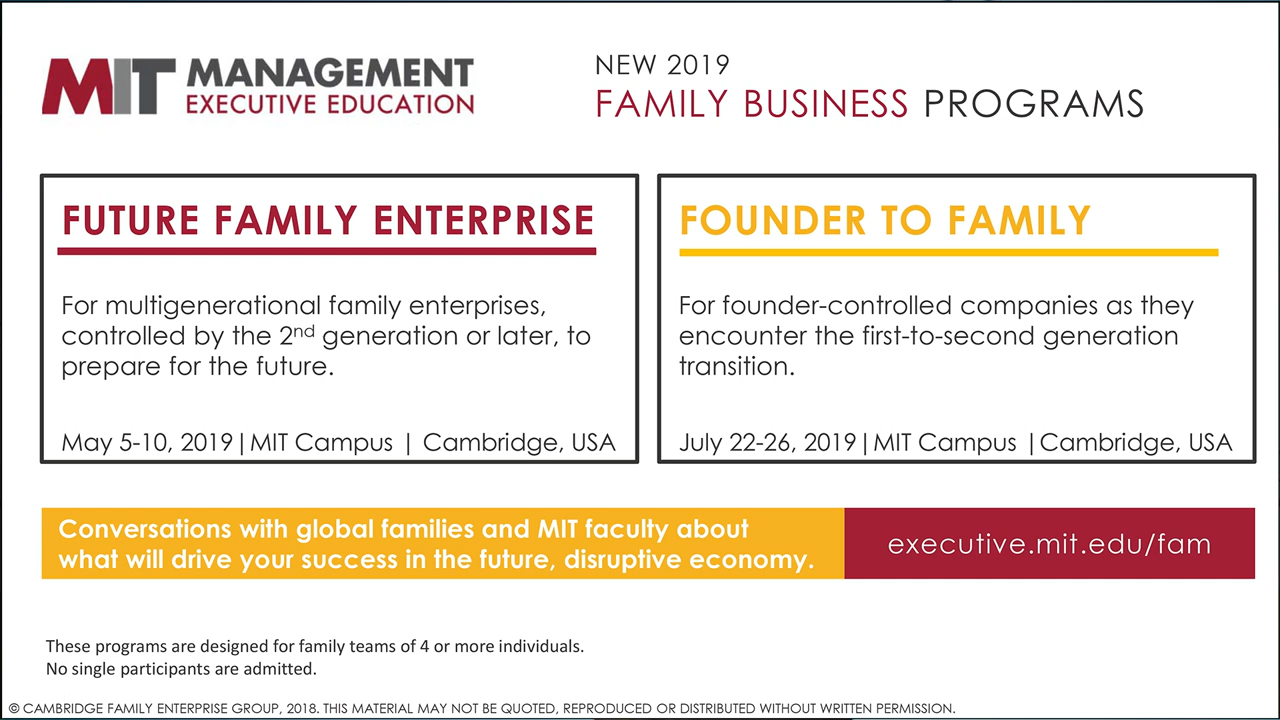 MIT MANAGEMENT
EXECUTIVE EDUCATION
NEW 2019
FAMILY BUSINESS PROGRAMS
FUTURE FAMILY ENTERPRISE
For multigenerational family enterprises,
controlled by the 2nd generation or later, to
prepare for the future.
May 5-10, 2019|MIT Campus | Cambridge, USA
FOUNDER TO FAMILY
For founder-controlled companies as they
encounter the first-to-second generation
transition.
July 22-26, 2019|MIT Campus |Cambridge, USA
Conversations with global families and MIT faculty about
what will drive your success in the future, disruptive economy.
executive.mit.edu/fam
These programs are designed for family teams of 4 or more individuals.
No single participants are admitted.
© CAMBRIDGE FAMILY ENTERPRISE GROUP, 2018. THIS MATERIAL MAY NOT BE QUOTED, REPRODUCED OR DISTRIBUTED WITHOUT WRITTEN PERMISSION.